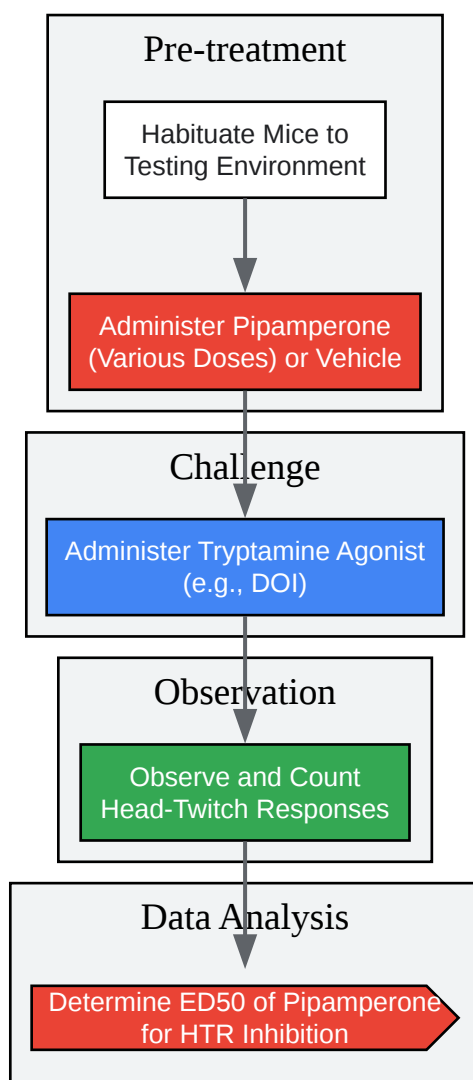 Pre-treatment
Habituate Mice to
Testing Environment
Administer Pipamperone
(Various Doses) or Vehicle
Challenge
Administer Tryptamine Agonist
(e.g., DOI)
Observation
Observe and Count
Head-Twitch Responses
Data Analysis
Determine ED50 of Pipamperone
for HTR Inhibition